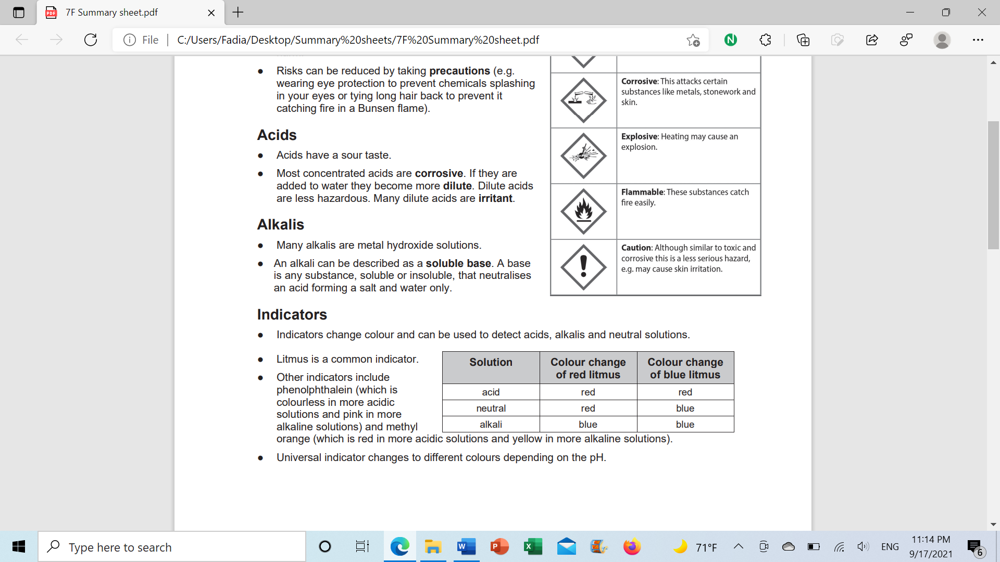 7F Summary sheet.pdf
File
C:/Users/Fadia/Desktop/Summary%20sheets/7F%20Summary%20sheet.pdf
● Risks can be reduced by taking precautions (e.g.
wearing eye protection to prevent chemicals splashing
in your eyes or tying long hair back to prevent it
catching fire in a Bunsen flame).
Acids
● Acids have a sour taste.
● Most concentrated acids are corrosive. If they are
added to water they become more dilute. Dilute acids
are less hazardous. Many dilute acids are irritant.
Alkalis
● Many alkalis are metal hydroxide solutions.
● An alkali can be described as a soluble base. A base
is any substance, soluble or insoluble, that neutralises
an acid forming a salt and water only.
Corrosive: This attacks certain
substances like metals, stonework and
skin.
Explosive: Heating may cause an
explosion.
Flammable: These substances catch
fire easily.
Caution: Although similar to toxic and
corrosive this is a less serious hazard,
e.g. may cause skin irritation.
Indicators
● Indicators change colour and can be used to detect acids, alkalis and neutral solutions.
● Litmus is a common indicator.
● Other indicators include
phenolphthalein (which is
colourless in more acidic
solutions and pink in more
alkaline solutions) and methyl
orange (which is red in more acidic solutions and yellow in more alkaline solutions).
Solution Colour change of red litmus Colour change of blue litmus
acid red red
neutral red blue
alkali blue blue
● Universal indicator changes to different colours depending on the pH.
Type here to search
71°F
ENG
11:14 PM
9/17/2021
6